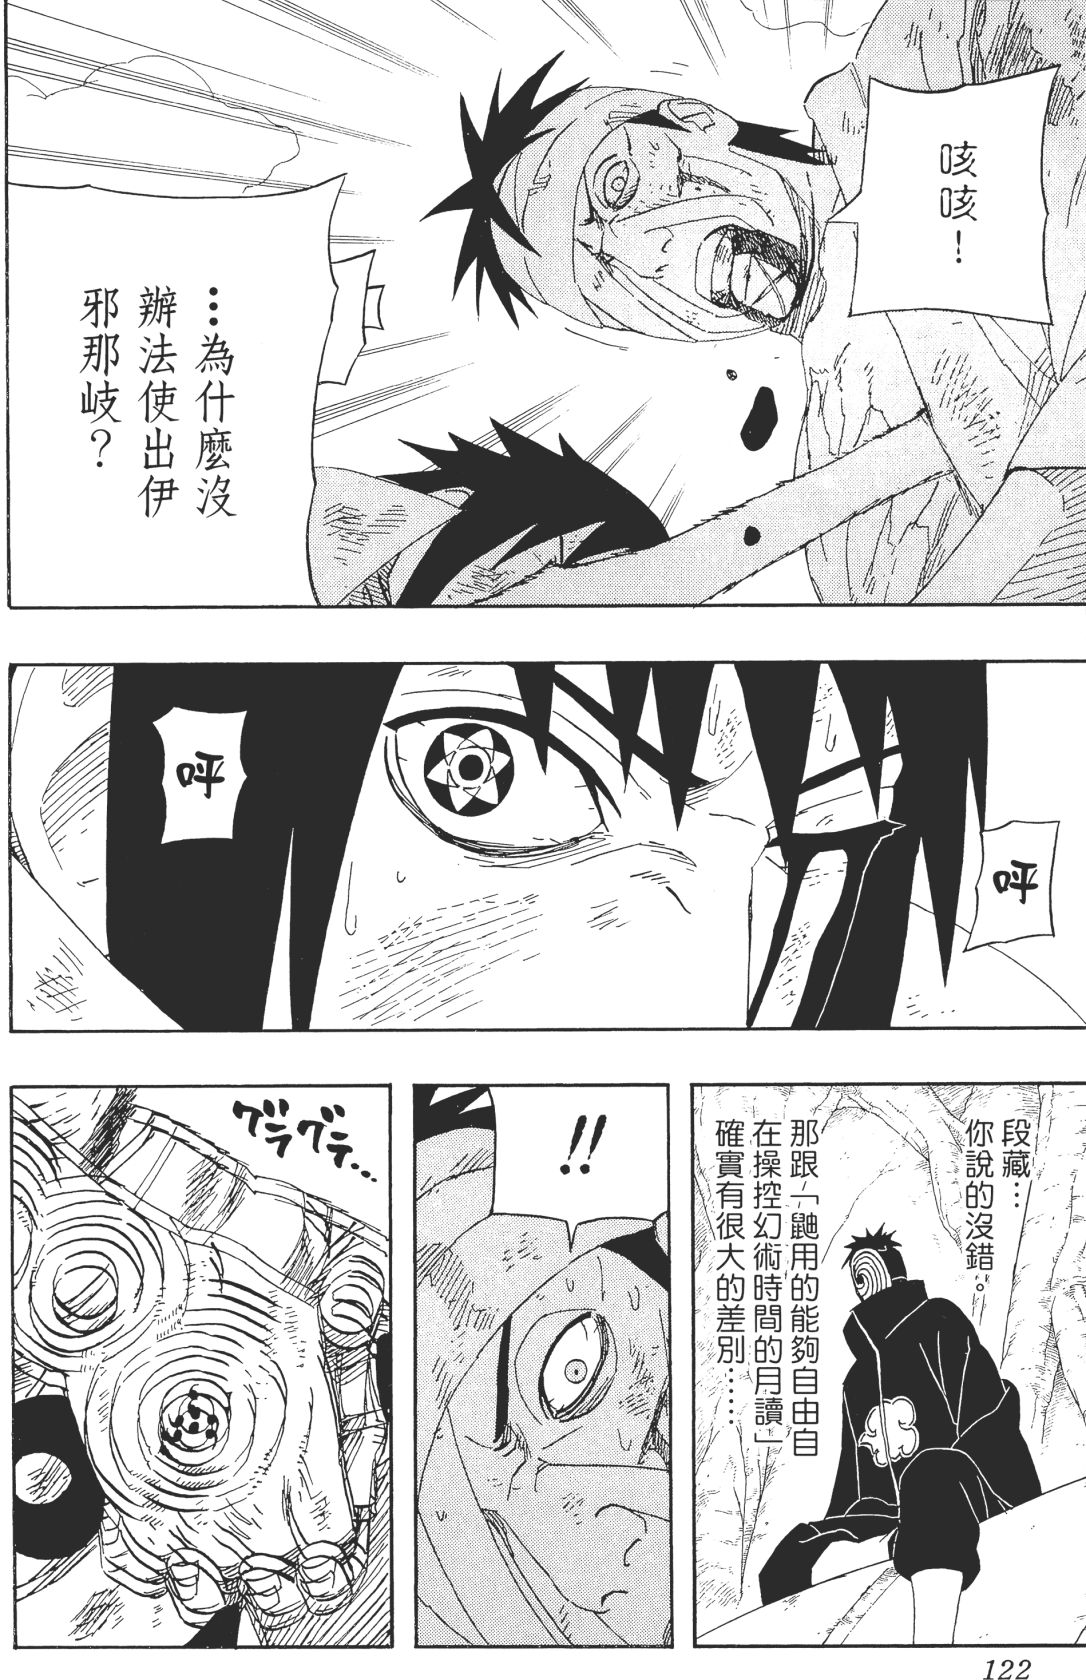 咳
咳
！
…為什麼沒
辦法使出伊
邪那岐？
呼
呼
段藏…
你說的沒錯。
那跟「鼬用的能夠自由自
在操控幻術時間的月讀」
確實有很大的差別……
!!
グラ
グラ…
122